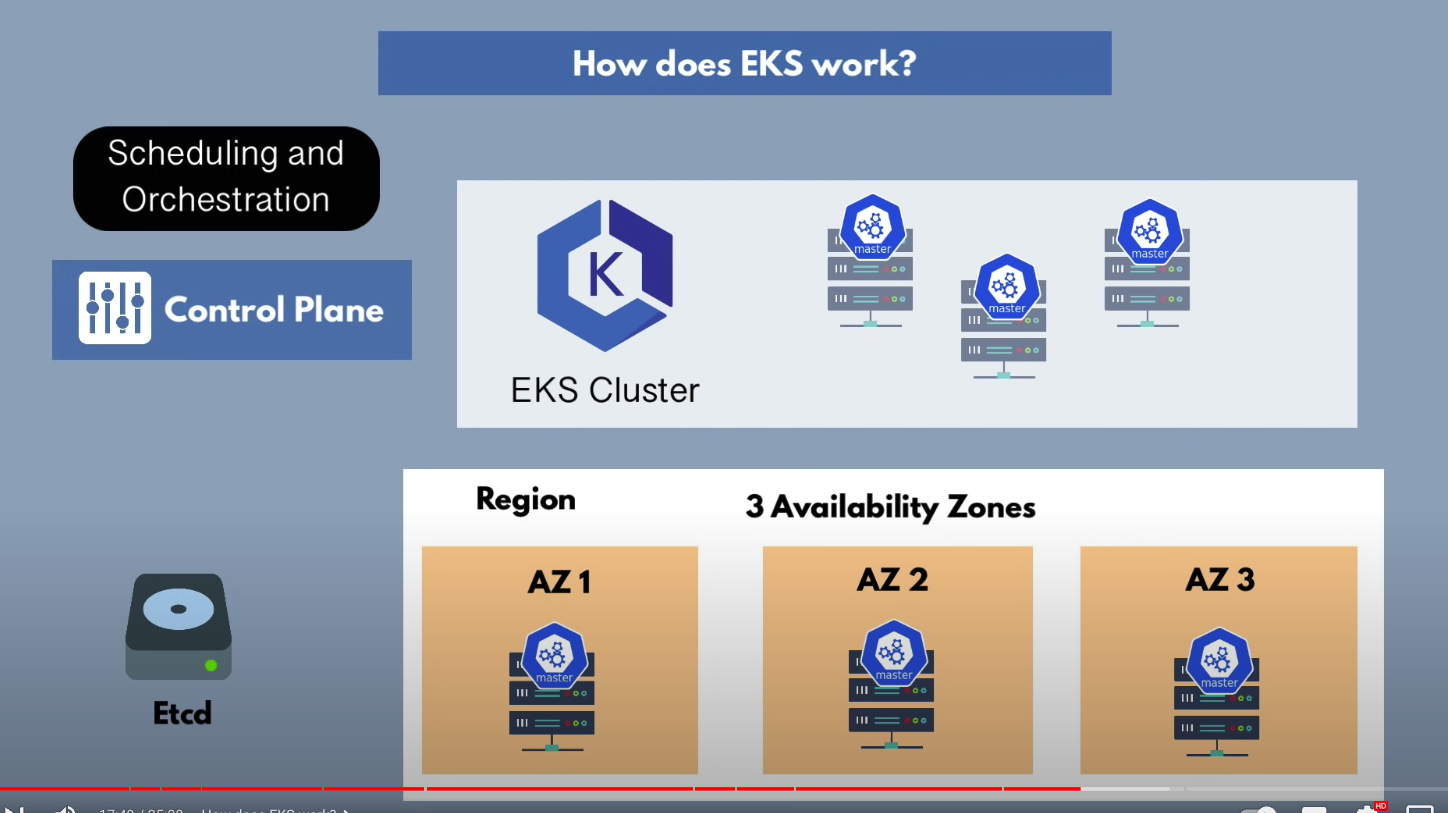 How does EKS work?
Scheduling and
Orchestration
Control Plane
K
EKS Cluster
master
master
master
Region
3 Availability Zones
AZ 1
AZ 2
AZ 3
master
master
master
Etcd
How does EKS work?
HD